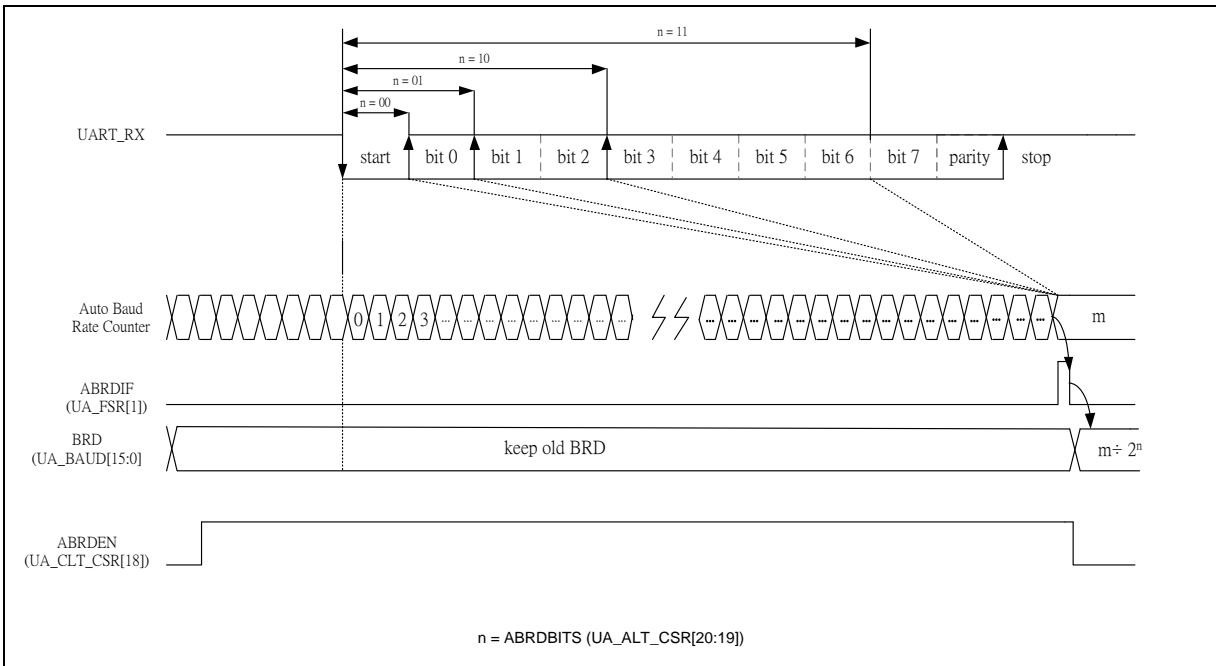 n = 11
n = 10
n = 01
n = 00
UART_RX
start bit 0 bit 1 bit 2 bit 3 bit 4 bit 5 bit 6 bit 7 parity stop
Auto Baud
Rate Counter
0 1 2 3 ... ... ... ... ... ... ... ... ... ... ... ... ... ... ... ... ... ... ... ... ... ... m
ABRDIF
(UA_FSR[1])
BRD
(UA_BAUD[15:0]
keep old BRD
m÷ 2ⁿ
ABRDEN
(UA_CLT_CSR[18])
n = ABRDBITS (UA_ALT_CSR[20:19])